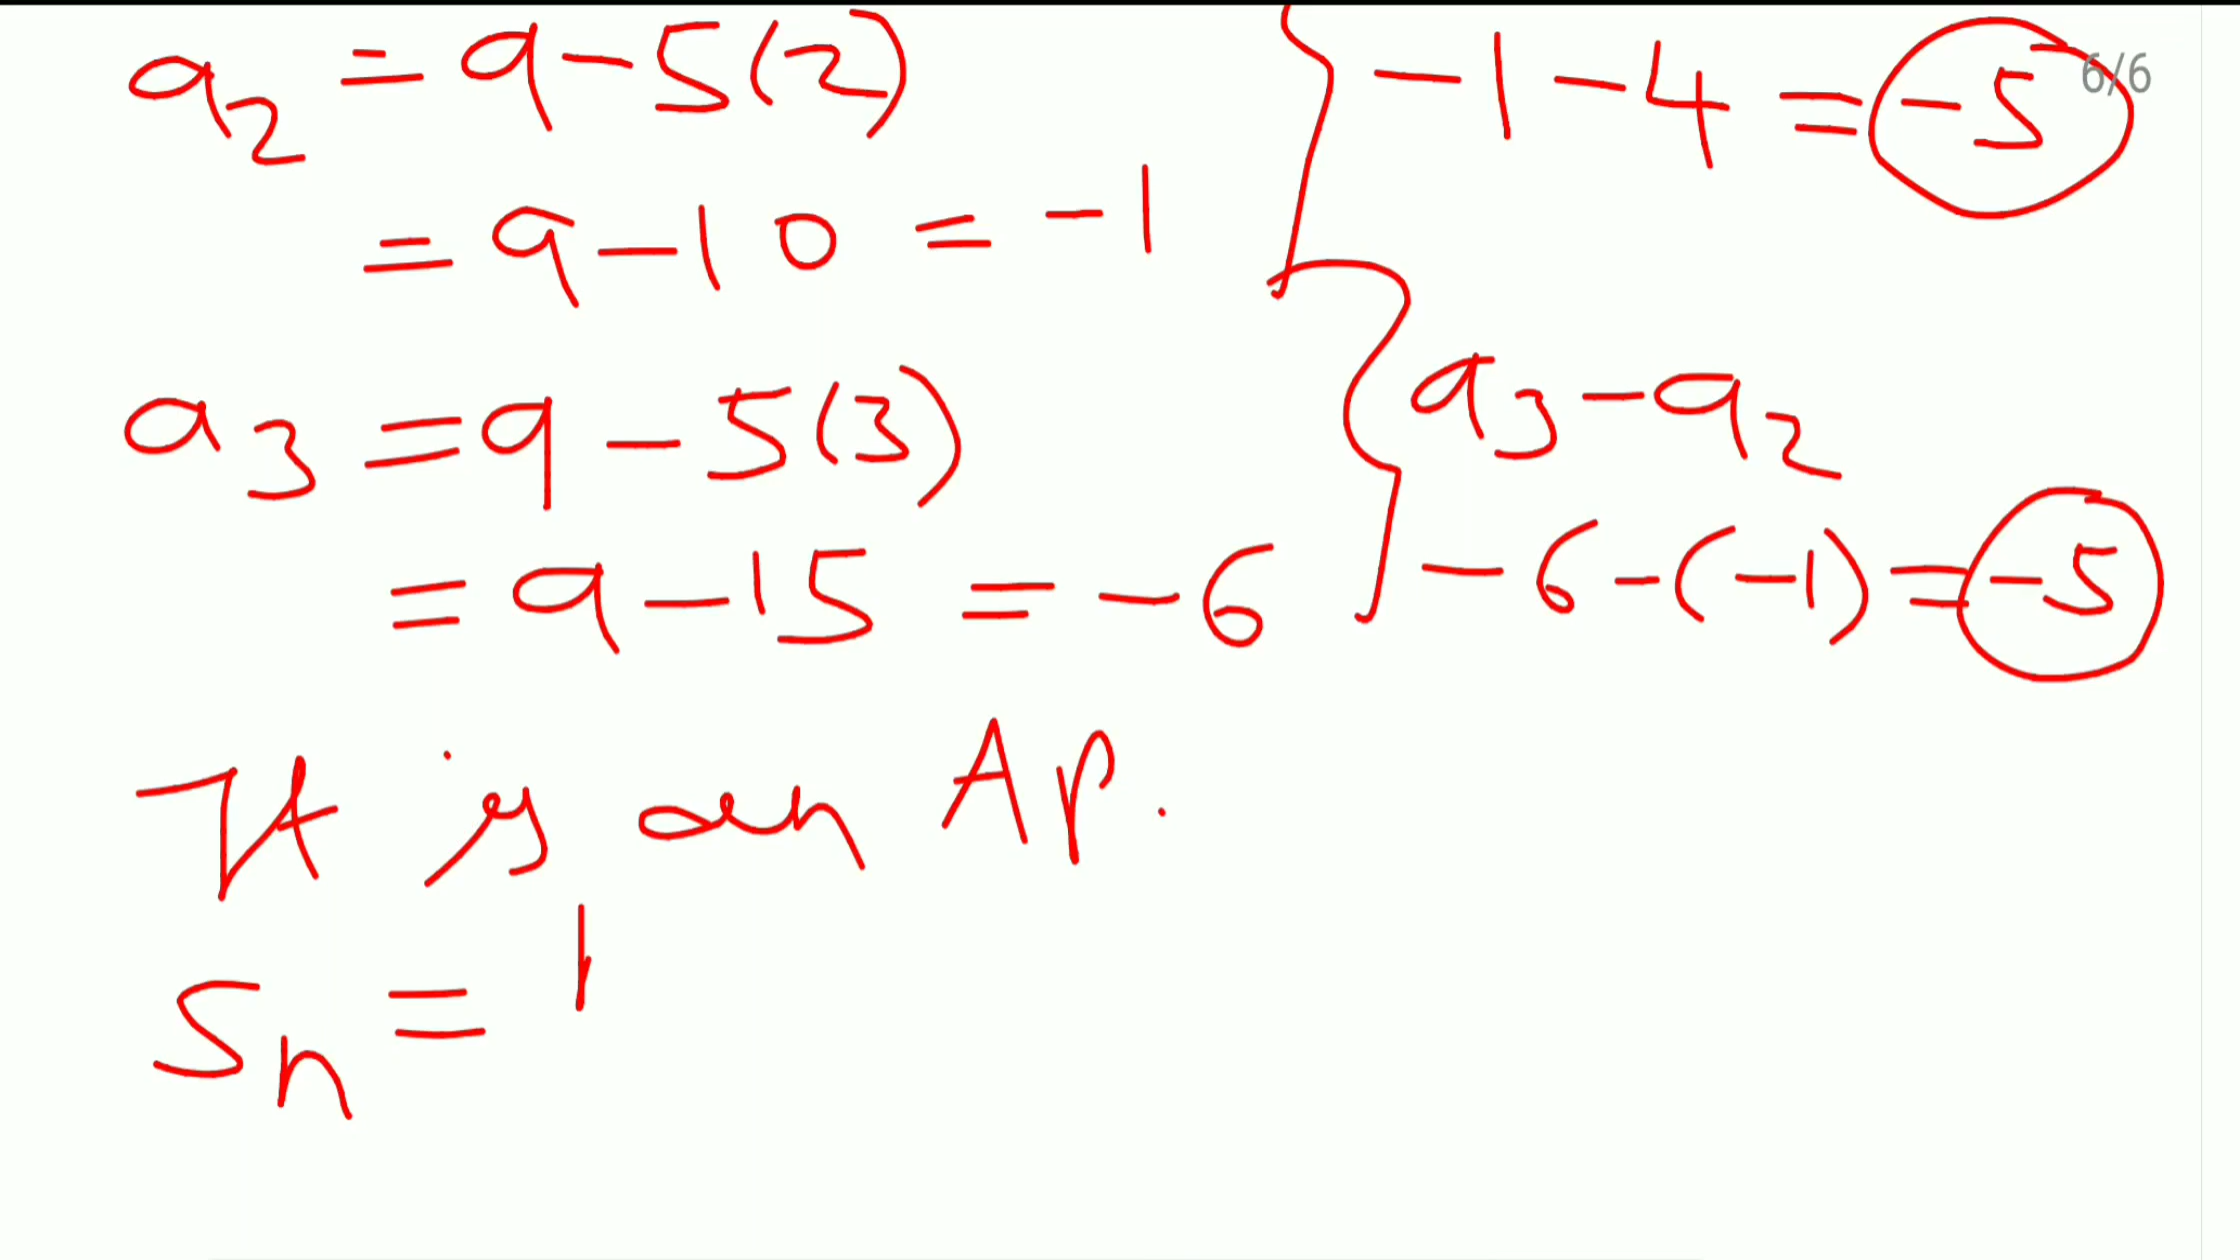 a₂ = 9 - 5(2)
= 9 - 10 = -1
a₃ = 9 - 5(3)
= 9 - 15 = -6
It is an AP.
Sₙ =
-1 - 4 = -5
6/6
a₃ - a₂
-6 - (-1) = -5